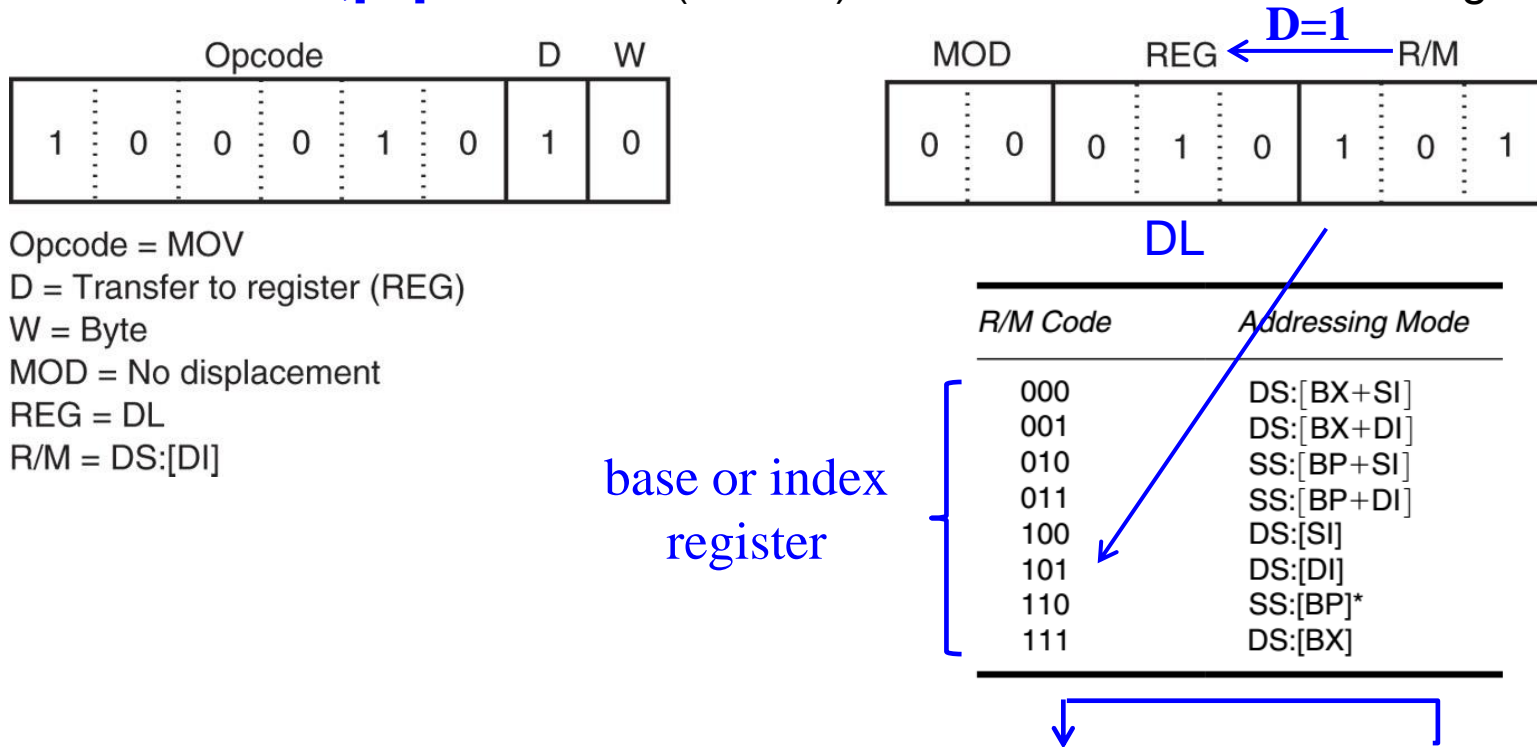 Opcode D W
1 0 0 0 1 0 1 0
D=1
MOD REG R/M
0 0 0 1 0 1 0 1
DL
Opcode = MOV
D = Transfer to register (REG)
W = Byte
MOD = No displacement
REG = DL
R/M = DS:[DI]
base or index
register
R/M Code Addressing Mode
000 DS:[BX+SI]
001 DS:[BX+DI]
010 SS:[BP+SI]
011 SS:[BP+DI]
100 DS:[SI]
101 DS:[DI]
110 SS:[BP]*
111 DS:[BX]